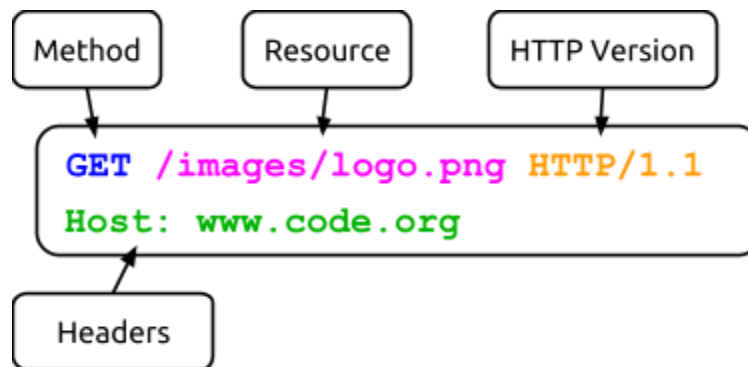 Method
Resource
HTTP Version
GET /images/logo.png HTTP/1.1
Host: www.code.org
Headers